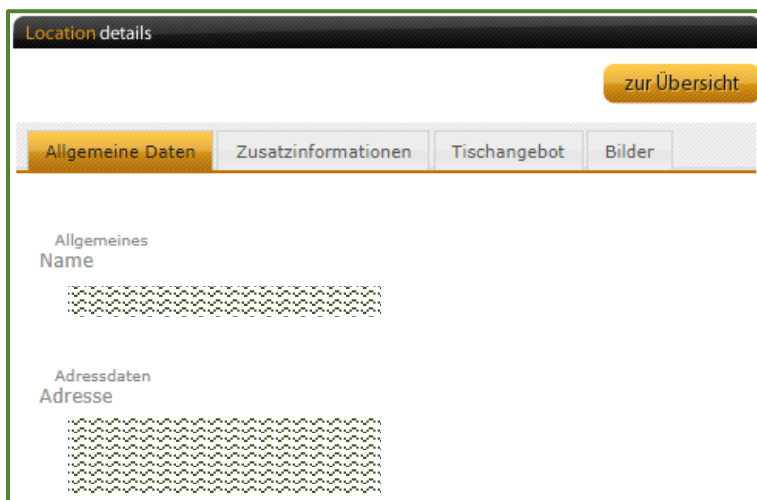 Location details
zur Übersicht
Allgemeine Daten Zusatzinformationen Tischangebot Bilder
Allgemeines
Name
Adressdaten
Adresse